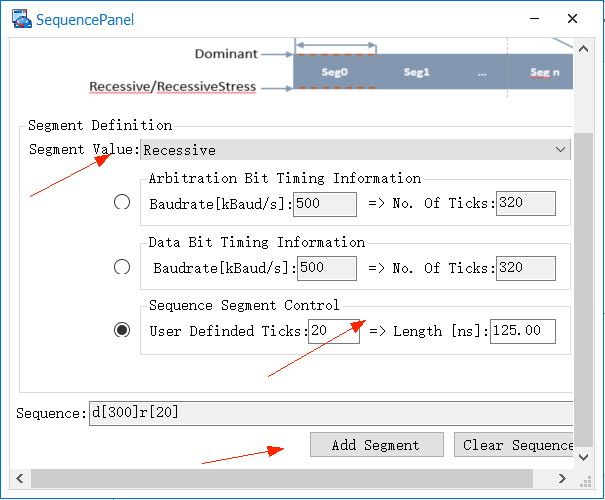 SequencePanel
Dominant
Seg0 Seg1 ... Seg n
Recessive/RecessiveStress
Segment Definition
Segment Value: Recessive
Arbitration Bit Timing Information
Baudrate[kBaud/s]: 500 => No. Of Ticks: 320
Data Bit Timing Information
Baudrate[kBaud/s]: 500 => No. Of Ticks: 320
Sequence Segment Control
User Definded Ticks: 20 => Length [ns]: 125.00
Sequence: d[300]r[20]
Add Segment Clear Sequence